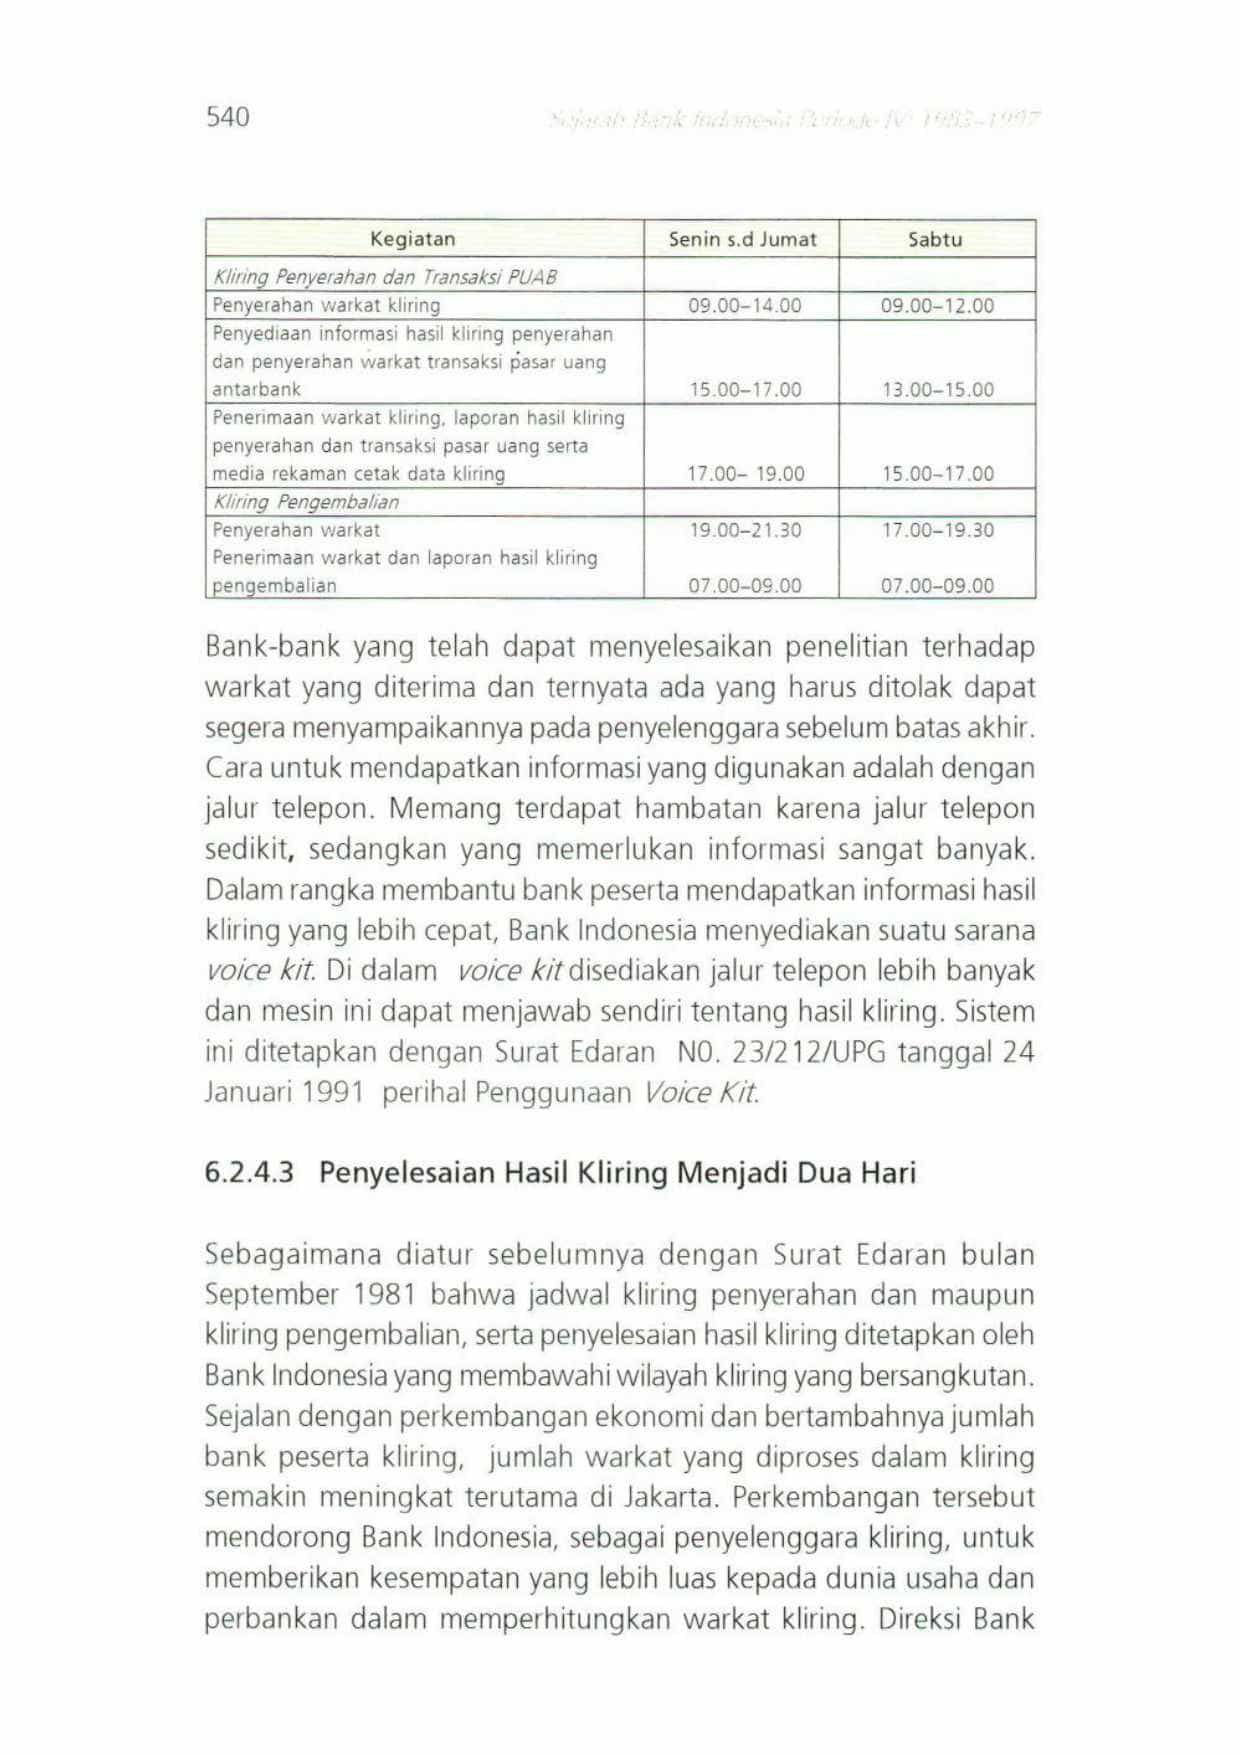 540
Sejarah Bank Indonesia Periode IV: 1983–1997
Kegiatan Senin s.d Jumat Sabtu
Kliring Penyerahan dan Transaksi PUAB
Penyerahan warkat kliring 09.00–14.00 09.00–12.00
Penyediaan informasi hasil kliring penyerahan
dan penyerahan warkat transaksi pasar uang
antarbank 15.00–17.00 13.00–15.00
Penerimaan warkat kliring, laporan hasil kliring
penyerahan dan transaksi pasar uang serta
media rekaman cetak data kliring 17.00– 19.00 15.00–17.00
Kliring Pengembalian
Penyerahan warkat 19.00–21.30 17.00–19.30
Penerimaan warkat dan laporan hasil kliring
pengembalian 07.00–09.00 07.00–09.00
Bank-bank yang telah dapat menyelesaikan penelitian terhadap
warkat yang diterima dan ternyata ada yang harus ditolak dapat
segera menyampaikannya pada penyelenggara sebelum batas akhir.
Cara untuk mendapatkan informasi yang digunakan adalah dengan
jalur telepon. Memang terdapat hambatan karena jalur telepon
sedikit, sedangkan yang memerlukan informasi sangat banyak.
Dalam rangka membantu bank peserta mendapatkan informasi hasil
kliring yang lebih cepat, Bank Indonesia menyediakan suatu sarana
voice kit. Di dalam voice kit disediakan jalur telepon lebih banyak
dan mesin ini dapat menjawab sendiri tentang hasil kliring. Sistem
ini ditetapkan dengan Surat Edaran NO. 23/212/UPG tanggal 24
Januari 1991 perihal Penggunaan Voice Kit.
6.2.4.3 Penyelesaian Hasil Kliring Menjadi Dua Hari
Sebagaimana diatur sebelumnya dengan Surat Edaran bulan
September 1981 bahwa jadwal kliring penyerahan dan maupun
kliring pengembalian, serta penyelesaian hasil kliring ditetapkan oleh
Bank Indonesia yang membawahi wilayah kliring yang bersangkutan.
Sejalan dengan perkembangan ekonomi dan bertambahnya jumlah
bank peserta kliring, jumlah warkat yang diproses dalam kliring
semakin meningkat terutama di Jakarta. Perkembangan tersebut
mendorong Bank Indonesia, sebagai penyelenggara kliring, untuk
memberikan kesempatan yang lebih luas kepada dunia usaha dan
perbankan dalam memperhitungkan warkat kliring. Direksi Bank